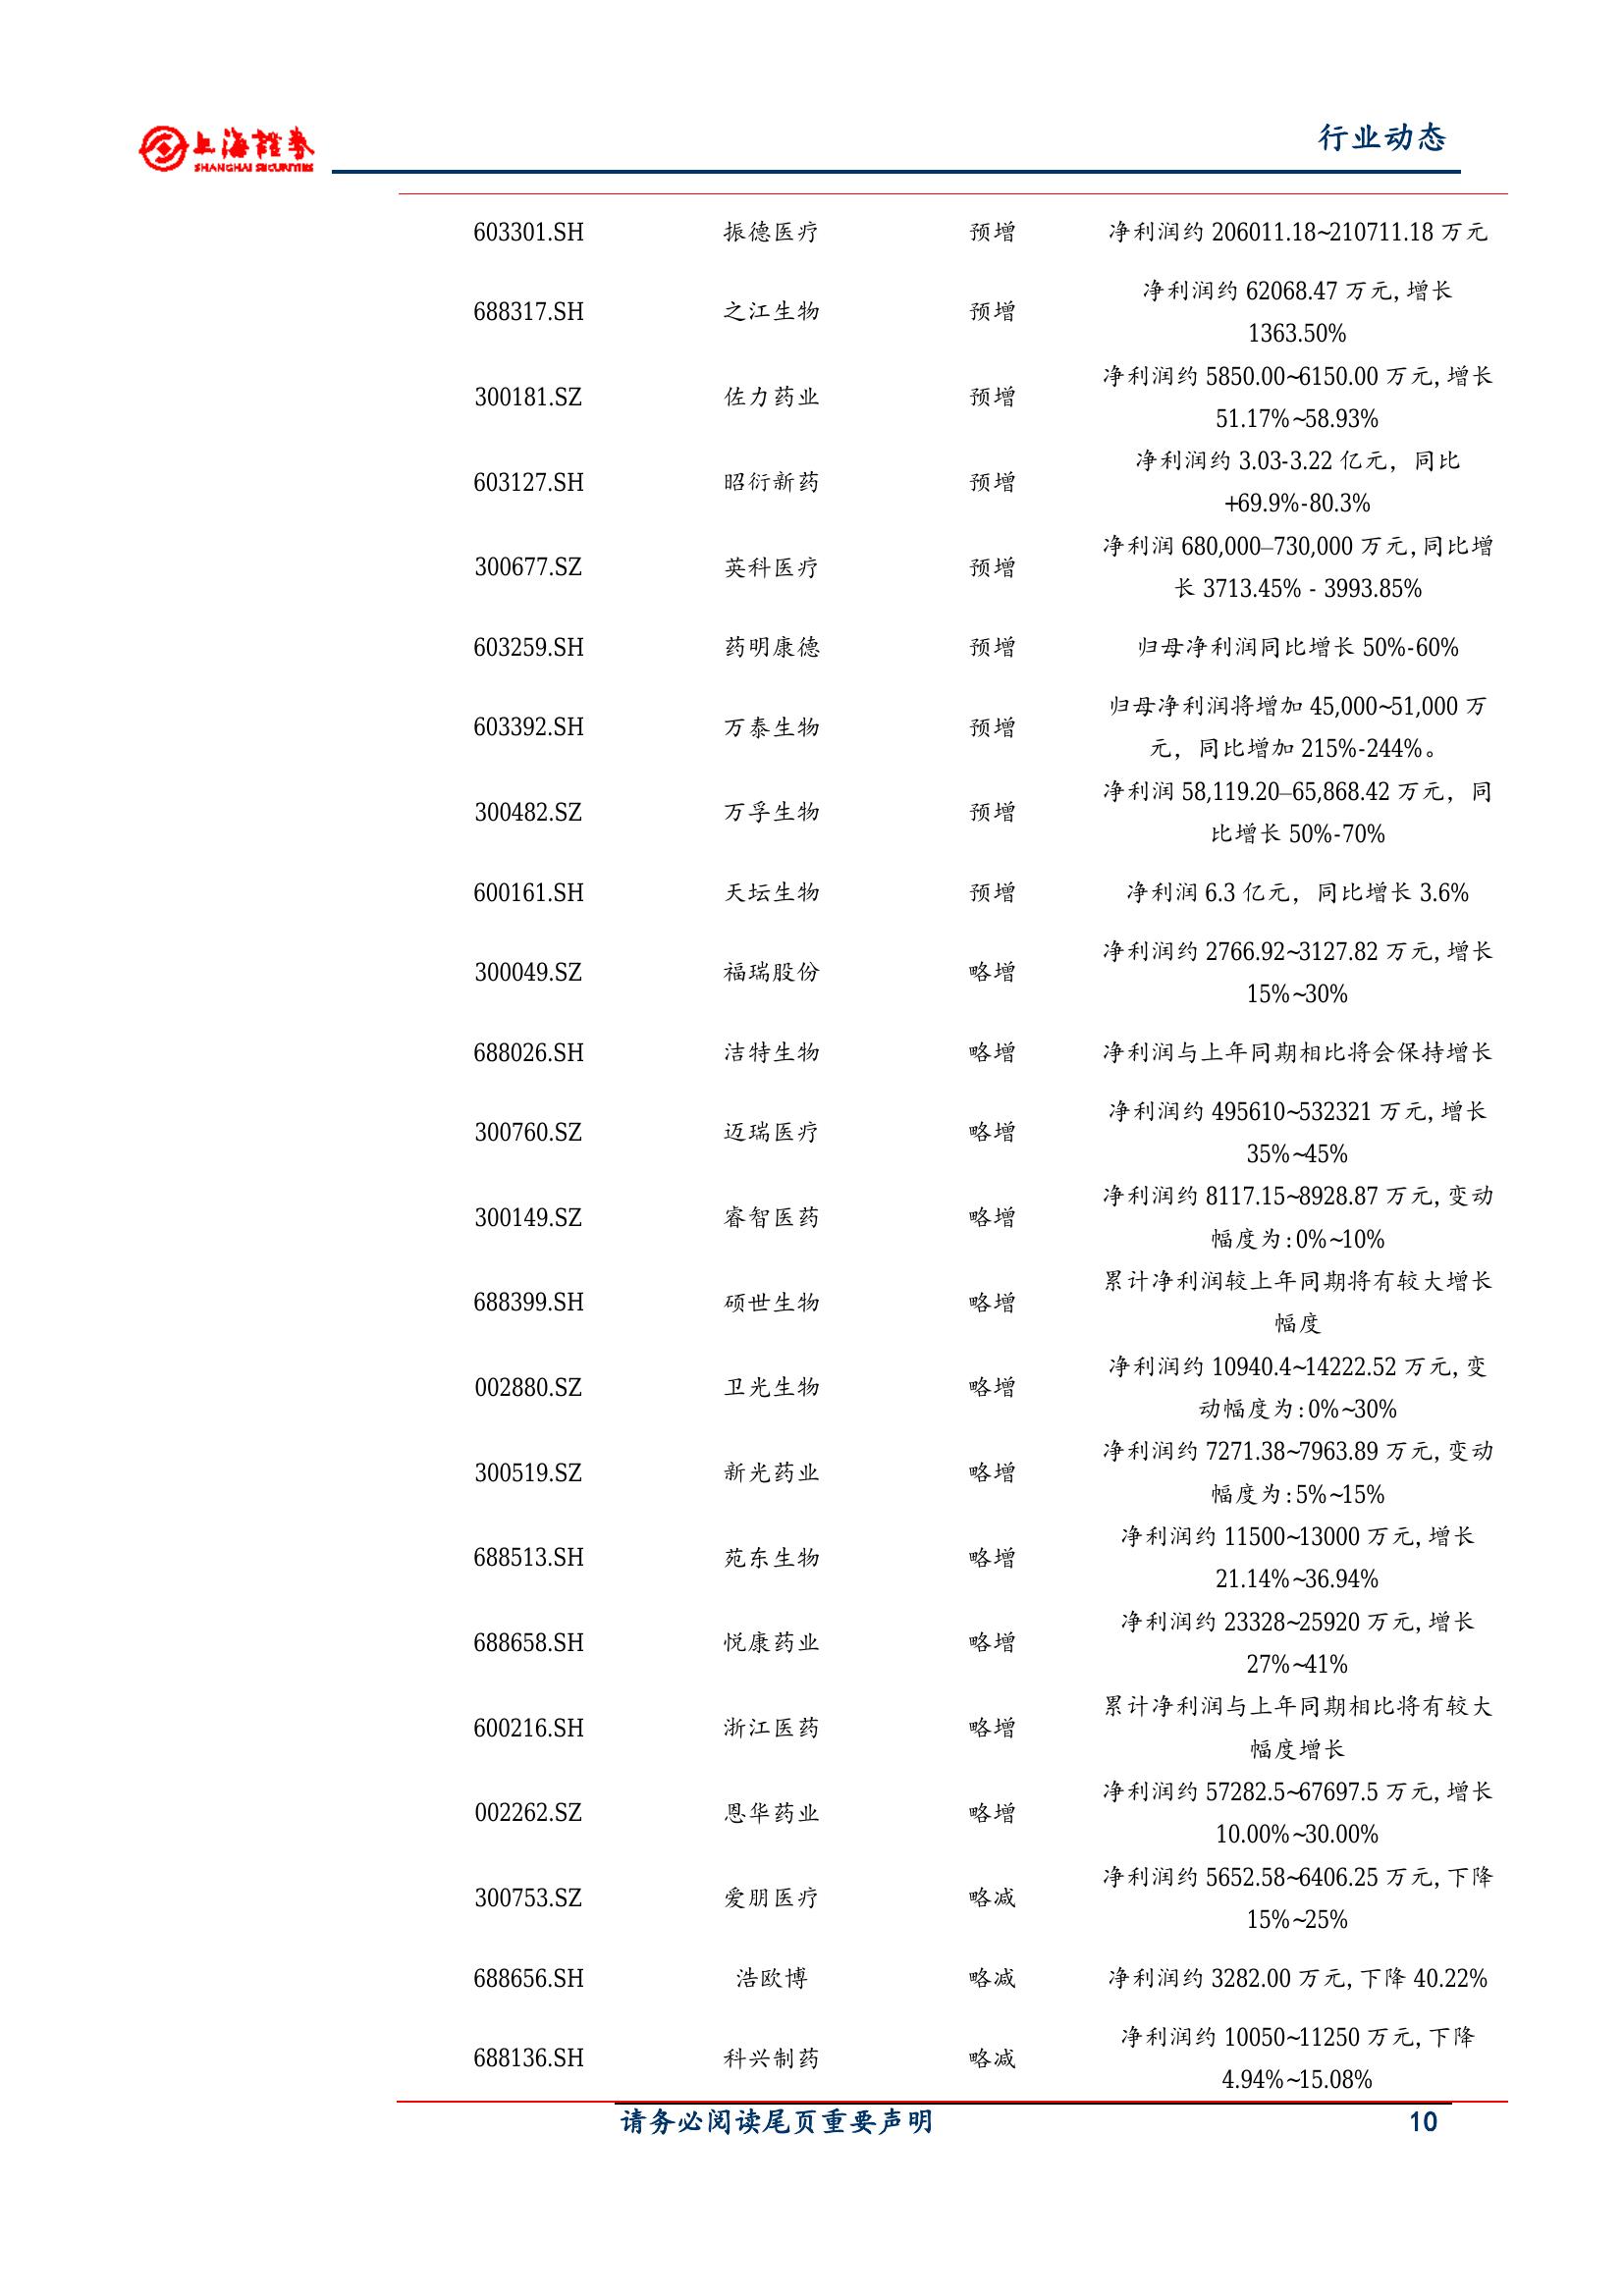 上海證券
SHANGHAI SECURITIES
行业动态
603301.SH 振德医疗 预增 净利润约 206011.18~210711.18 万元
688317.SH 之江生物 预增 净利润约 62068.47 万元,增长
1363.50%
300181.SZ 佐力药业 预增 净利润约 5850.00~6150.00 万元,增长
51.17%~58.93%
603127.SH 昭衍新药 预增 净利润约 3.03-3.22 亿元，同比
+69.9%-80.3%
300677.SZ 英科医疗 预增 净利润 680,000–730,000 万元,同比增
长 3713.45% - 3993.85%
603259.SH 药明康德 预增 归母净利润同比增长 50%-60%
603392.SH 万泰生物 预增 归母净利润将增加 45,000~51,000 万
元，同比增加 215%-244%。
300482.SZ 万孚生物 预增 净利润 58,119.20–65,868.42 万元，同
比增长 50%-70%
600161.SH 天坛生物 预增 净利润 6.3 亿元，同比增长 3.6%
300049.SZ 福瑞股份 略增 净利润约 2766.92~3127.82 万元,增长
15%~30%
688026.SH 洁特生物 略增 净利润与上年同期相比将会保持增长
300760.SZ 迈瑞医疗 略增 净利润约 495610~532321 万元,增长
35%~45%
300149.SZ 睿智医药 略增 净利润约 8117.15~8928.87 万元,变动
幅度为:0%~10%
688399.SH 硕世生物 略增 累计净利润较上年同期将有较大增长
幅度
002880.SZ 卫光生物 略增 净利润约 10940.4~14222.52 万元,变
动幅度为:0%~30%
300519.SZ 新光药业 略增 净利润约 7271.38~7963.89 万元,变动
幅度为:5%~15%
688513.SH 苑东生物 略增 净利润约 11500~13000 万元,增长
21.14%~36.94%
688658.SH 悦康药业 略增 净利润约 23328~25920 万元,增长
27%~41%
600216.SH 浙江医药 略增 累计净利润与上年同期相比将有较大
幅度增长
002262.SZ 恩华药业 略增 净利润约 57282.5~67697.5 万元,增长
10.00%~30.00%
300753.SZ 爱朋医疗 略减 净利润约 5652.58~6406.25 万元,下降
15%~25%
688656.SH 浩欧博 略减 净利润约 3282.00 万元,下降 40.22%
688136.SH 科兴制药 略减 净利润约 10050~11250 万元,下降
4.94%~15.08%
请务必阅读尾页重要声明 10